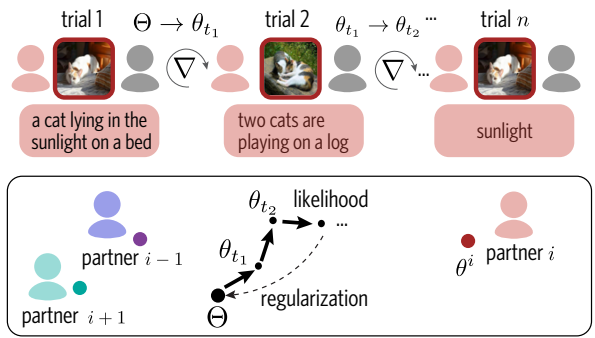 trial 1
Θ → θ_{t_1}
trial 2
θ_{t_1} → θ_{t_2} ...
trial n
∇
∇ ...
a cat lying in the
sunlight on a bed
two cats are
playing on a log
sunlight
θ_{t_2}
likelihood
...
θ_{t_1}
partner i − 1
θ^i
partner i
regularization
Θ
partner i + 1